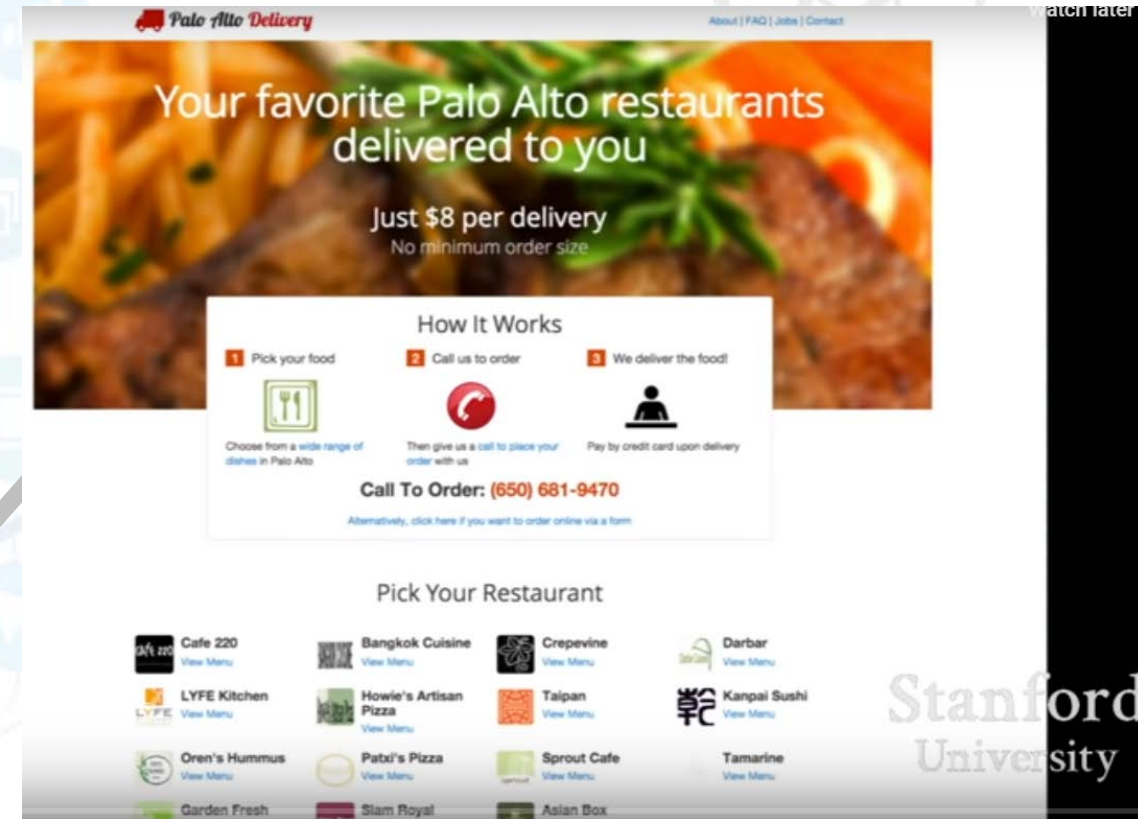 Watch later
Palo Alto Delivery
About | FAQ | Jobs | Contact
Your favorite Palo Alto restaurants
delivered to you
Just $8 per delivery
No minimum order size
How It Works
1 Pick your food
2 Call us to order
3 We deliver the food!
Choose from a wide range of
dishes in Palo Alto
Then give us a call to place your
order with us
Pay by credit card upon delivery
Call To Order: (650) 681-9470
Alternatively, click here if you want to order online via a form
Pick Your Restaurant
Cafe 220
View Menu
Bangkok Cuisine
View Menu
Crepevine
View Menu
Darbar
View Menu
LYFE Kitchen
View Menu
Howie's Artisan
Pizza
View Menu
Taipan
View Menu
Kanpai Sushi
View Menu
Oren's Hummus
View Menu
Patxi's Pizza
View Menu
Sprout Cafe
View Menu
Tamarine
View Menu
Garden Fresh
Siam Royal
Asian Box
Stanford
University